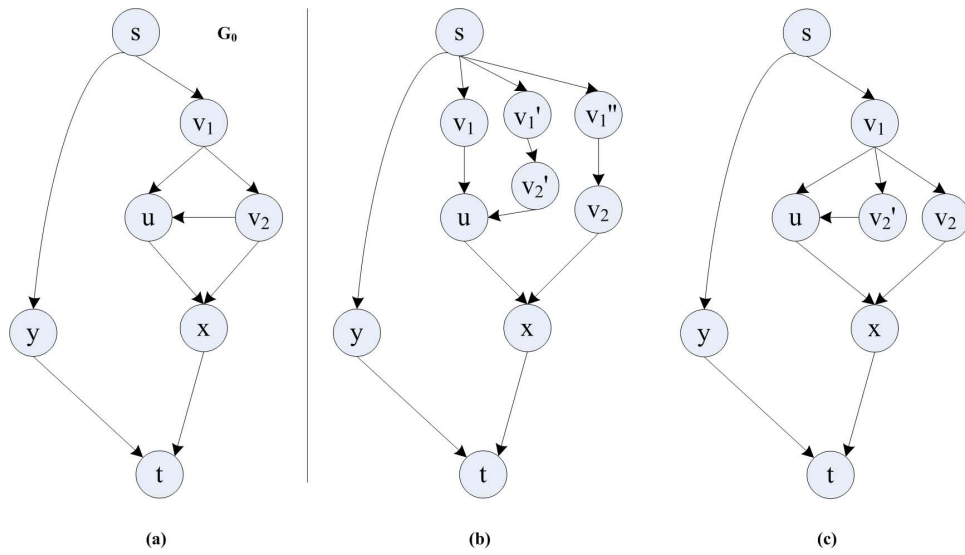 s
G₀
v₁
u
v₂
y
x
t
(a)
s
v₁
v₁'
v₁''
v₂'
u
v₂
y
x
t
(b)
s
v₁
u
v₂'
v₂
y
x
t
(c)